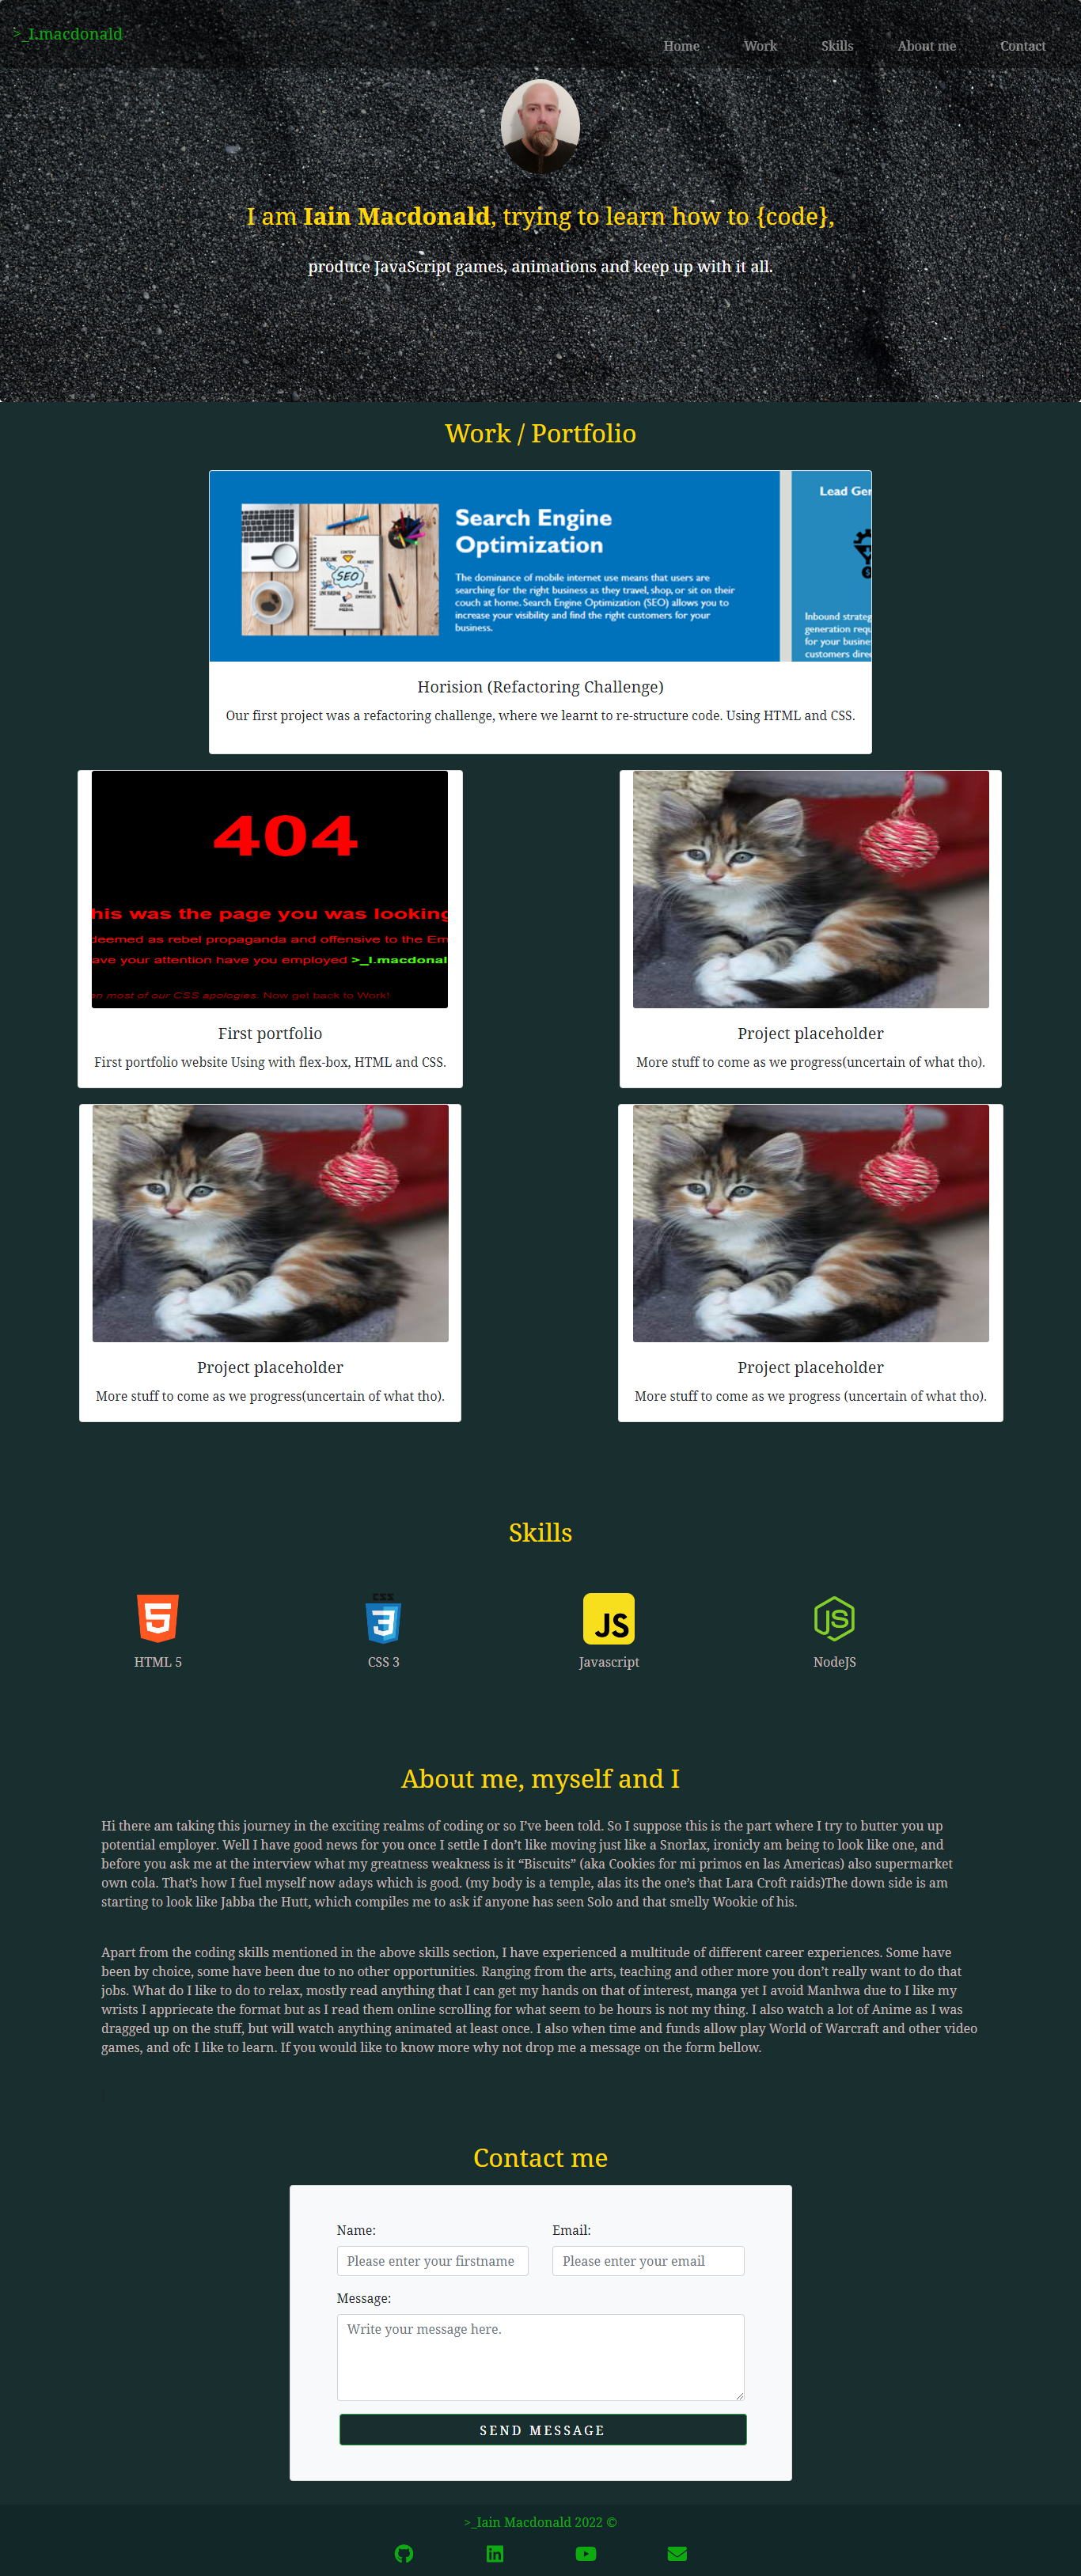 >_I.macdonald
Home
Work
Skills
About me
Contact
I am Iain Macdonald, trying to learn how to {code},
produce JavaScript games, animations and keep up with it all.
Work / Portfolio
Search Engine
Optimization
The dominance of mobile internet use means that users are
searching for the right business as they travel, shop, or sit on their
couch at home. Search Engine Optimization (SEO) allows you to
increase your visibility and find the right customers for your
business.
SEO
CONTENT
Lead Ger
Inbound strateg
generation requ
for your busine
customers direc
Horision (Refactoring Challenge)
Our first project was a refactoring challenge, where we learnt to re-structure code. Using HTML and CSS.
404
his was the page you was looking
deemed as rebel propaganda and offensive to the Em
ave your attention have you employed >_I.macdonal
en most of our CSS apologies. Now get back to Work!
First portfolio
First portfolio website Using with flex-box, HTML and CSS.
Project placeholder
More stuff to come as we progress(uncertain of what tho).
Project placeholder
More stuff to come as we progress(uncertain of what tho).
Project placeholder
More stuff to come as we progress (uncertain of what tho).
Skills
5
HTML 5
CSS
3
CSS 3
JS
Javascript
JS
NodeJS
About me, myself and I
Hi there am taking this journey in the exciting realms of coding or so I’ve been told. So I suppose this is the part where I try to butter you up
potential employer. Well I have good news for you once I settle I don’t like moving just like a Snorlax, ironicly am being to look like one, and
before you ask me at the interview what my greatness weakness is it “Biscuits” (aka Cookies for mi primos en las Americas) also supermarket
own cola. That’s how I fuel myself now adays which is good. (my body is a temple, alas its the one’s that Lara Croft raids)The down side is am
starting to look like Jabba the Hutt, which compiles me to ask if anyone has seen Solo and that smelly Wookie of his.
Apart from the coding skills mentioned in the above skills section, I have experienced a multitude of different career experiences. Some have
been by choice, some have been due to no other opportunities. Ranging from the arts, teaching and other more you don’t really want to do that
jobs. What do I like to do to relax, mostly read anything that I can get my hands on that of interest, manga yet I avoid Manhwa due to I like my
wrists I appriecate the format but as I read them online scrolling for what seem to be hours is not my thing. I also watch a lot of Anime as I was
dragged up on the stuff, but will watch anything animated at least once. I also when time and funds allow play World of Warcraft and other video
games, and ofc I like to learn. If you would like to know more why not drop me a message on the form bellow.
Contact me
Name:
Email:
Please enter your firstname
Please enter your email
Message:
Write your message here.
SEND MESSAGE
>_Iain Macdonald 2022 ©
in